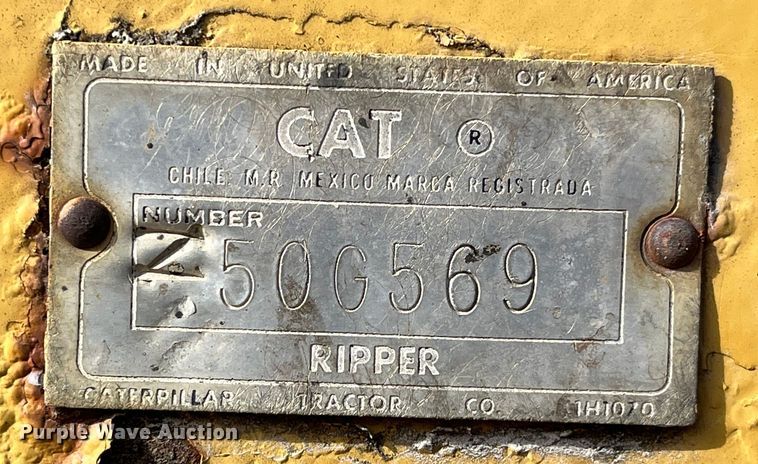 MADE IN UNITED STATES OF AMERICA
CAT ®
CHILE M.R. MEXICO MARCA REGISTRADA
NUMBER
50G569
RIPPER
CATERPILLAR TRACTOR CO. 1H1070
Purple Wave Auction